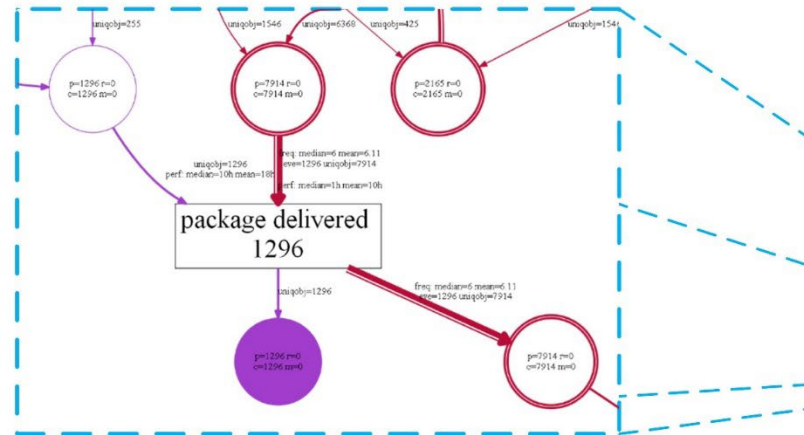 uniqobj=255
uniqobj=1546
uniqobj=6368
uniqobj=425
p=1296 r=0
c=1296 m=0
p=7914 r=0
c=7914 m=0
p=2165 r=0
c=2165 m=0
uniqobj=1296
perf: median=10h mean=18h
freq: median=6 mean=6.11
eve=1296 uniqobj=7914
perf: median=1h mean=10h
package delivered
1296
uniqobj=1296
freq: median=6 mean=6.11
eve=1296 uniqobj=7914
p=1296 r=0
c=1296 m=0
p=7914 r=0
c=7914 m=0